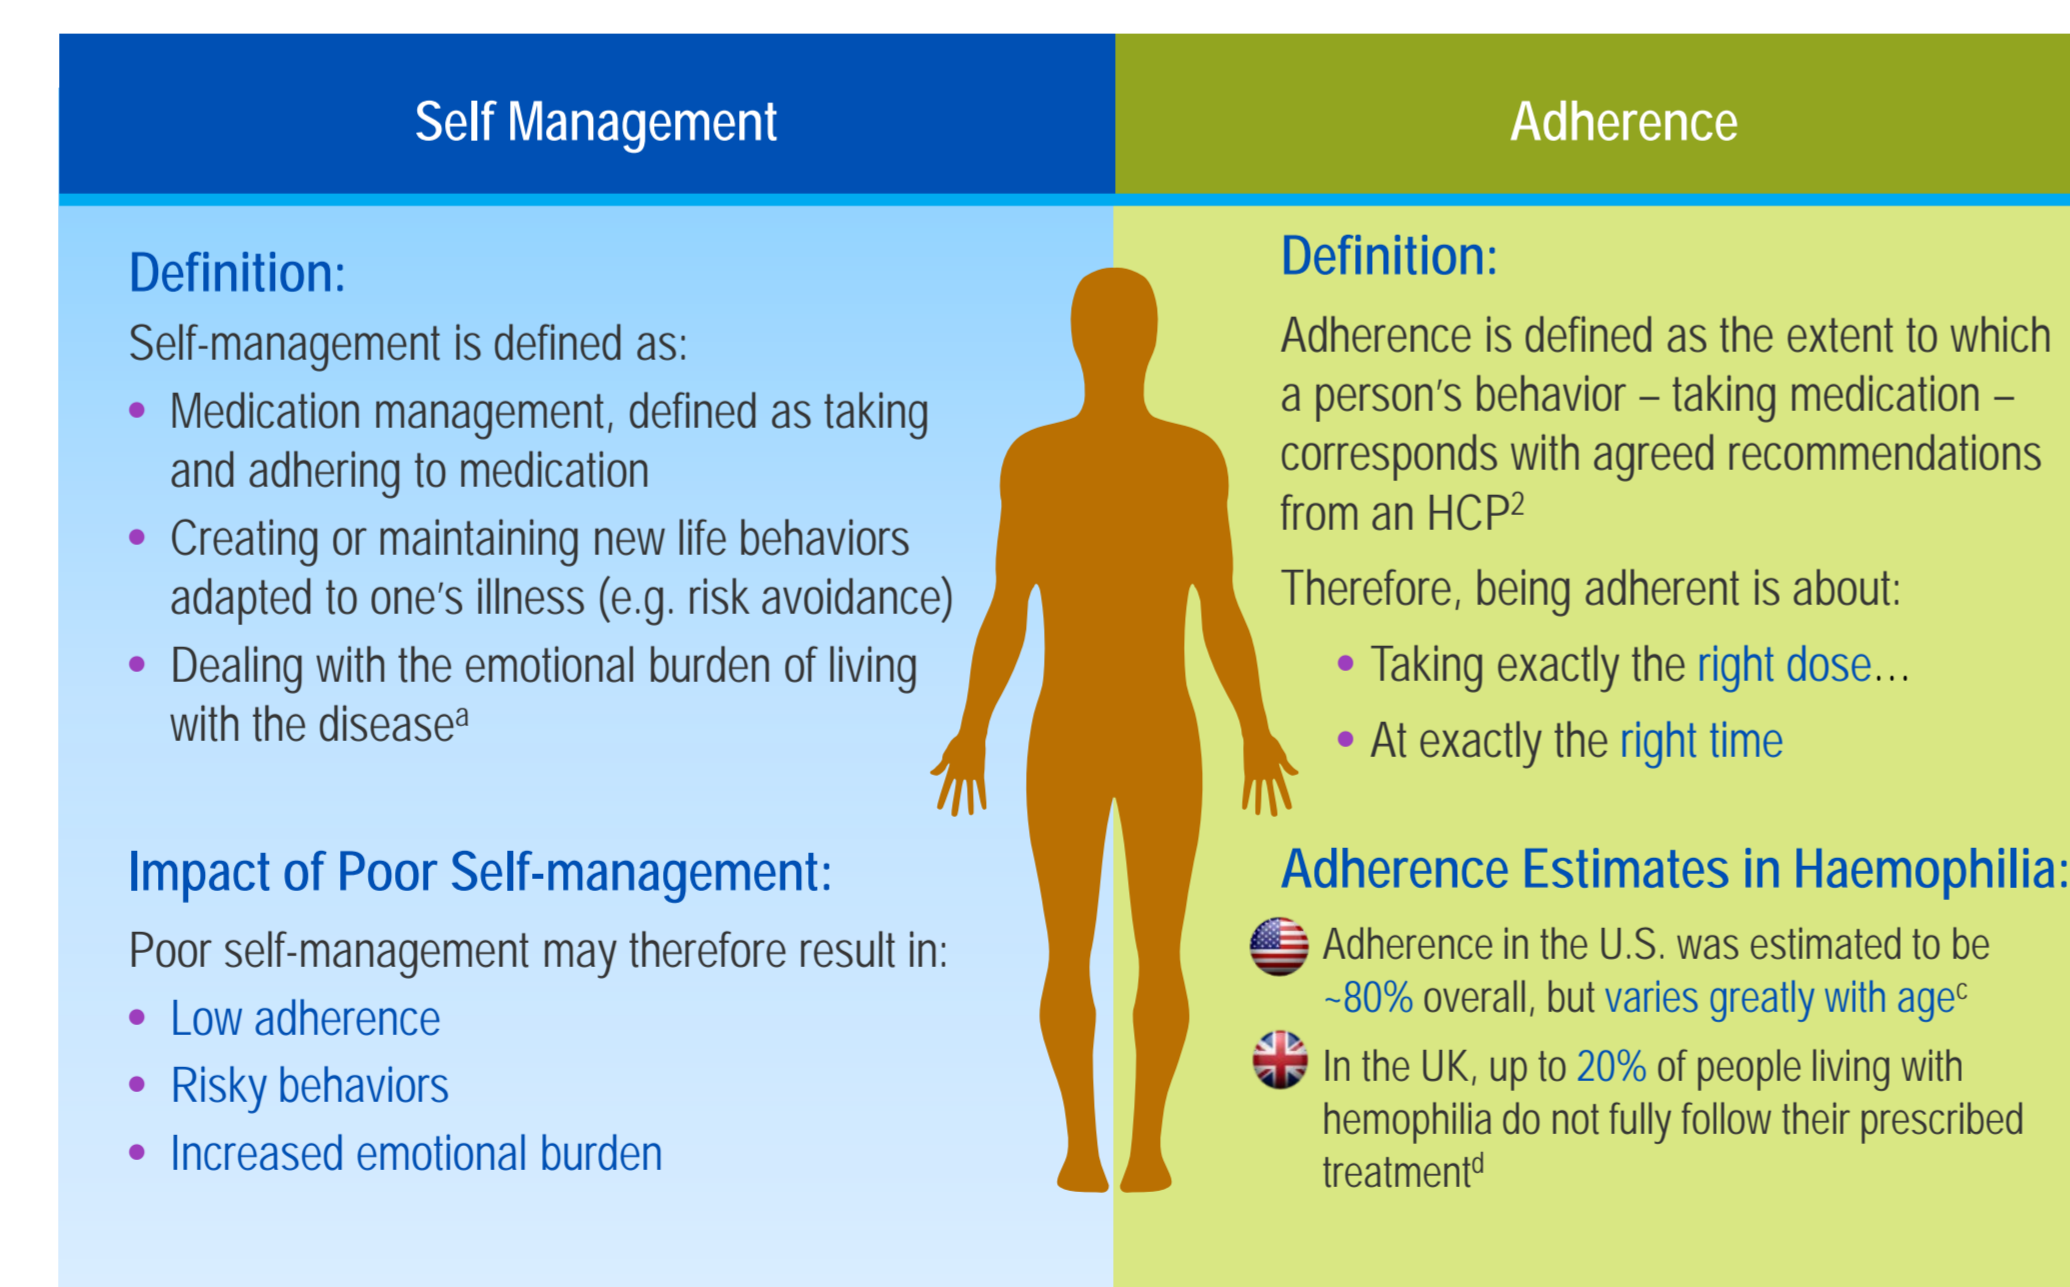 Self Management
Definition:
Self-management is defined as:
• Medication management, defined as taking
and adhering to medication
• Creating or maintaining new life behaviors
adapted to one's illness (e.g. risk avoidance)
• Dealing with the emotional burden of living
with the diseaseᵃ
Impact of Poor Self-management:
Poor self-management may therefore result in:
• Low adherence
• Risky behaviors
• Increased emotional burden
Adherence
Definition:
Adherence is defined as the extent to which
a person's behavior – taking medication –
corresponds with agreed recommendations
from an HCP²
Therefore, being adherent is about:
• Taking exactly the right dose…
• At exactly the right time
Adherence Estimates in Haemophilia:
Adherence in the U.S. was estimated to be
~80% overall, but varies greatly with ageᶜ
In the UK, up to 20% of people living with
hemophilia do not fully follow their prescribed
treatmentᵈ